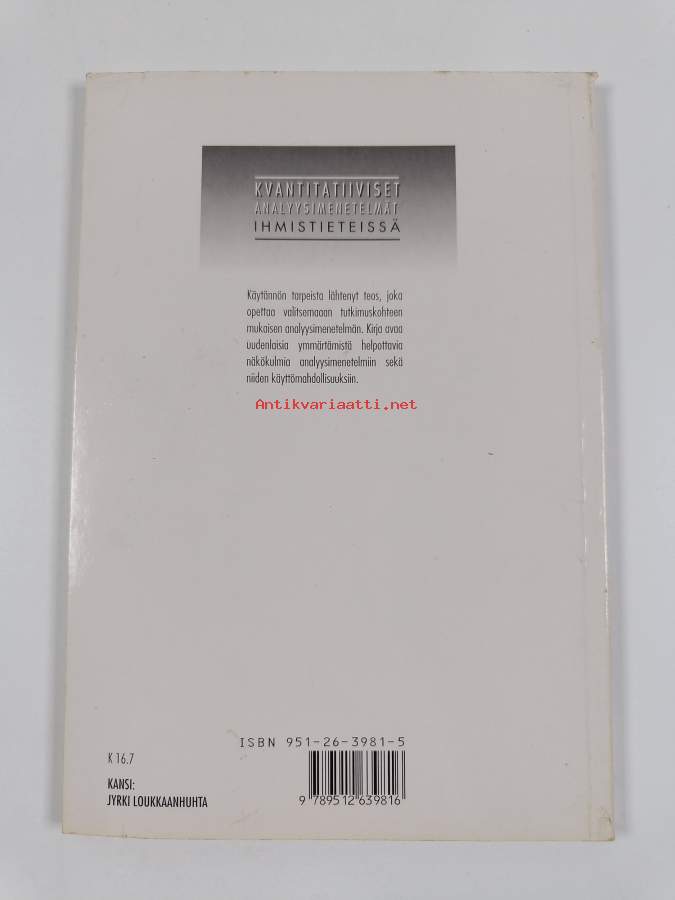 KVANTITATIIVISET
ANALYYSIMENETELMÄT
IHMISTIETEISSÄ
Käytännön tarpeista lähtenyt teos, joka
opettaa valitsemaaan tutkimuskohteen
mukaisen analyysimenetelmän. Kirja avaa
uudenlaisia ymmärtämistä helpottavia
näkökulmia analyysimenetelmiin sekä
niiden käyttömahdollisuuksiin.
Antikvariaatti.net
ISBN 951-26-3981-5
K 16.7
KANSI:
JYRKI LOUKKAANHUHTA
9 789512 639816